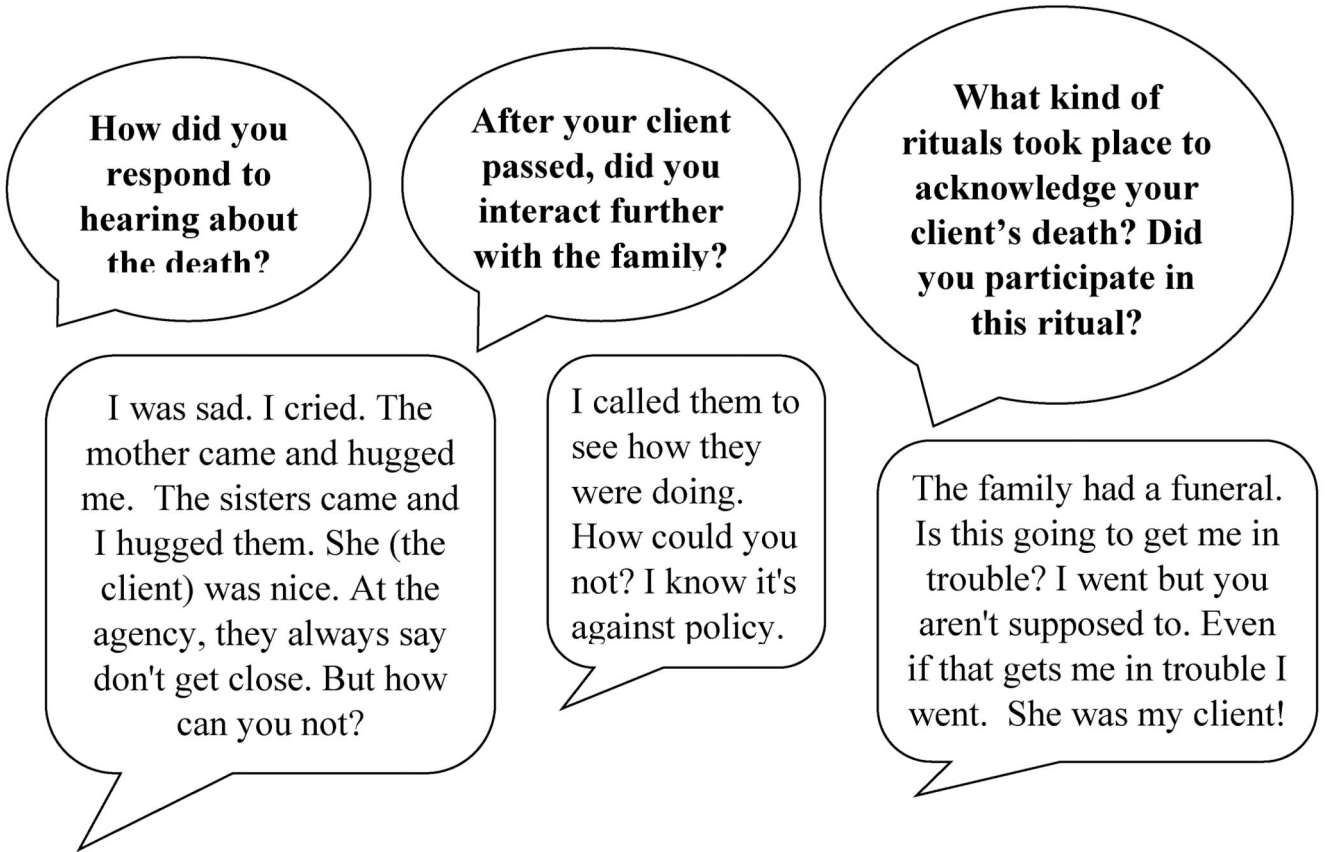 How did you
respond to
hearing about
the death?
I was sad. I cried. The
mother came and hugged
me.  The sisters came and
I hugged them. She (the
client) was nice. At the
agency, they always say
don't get close. But how
can you not?
After your client
passed, did you
interact further
with the family?
I called them to
see how they
were doing.
How could you
not? I know it's
against policy.
What kind of
rituals took place to
acknowledge your
client’s death? Did
you participate in
this ritual?
The family had a funeral.
Is this going to get me in
trouble? I went but you
aren't supposed to. Even
if that gets me in trouble I
went.  She was my client!